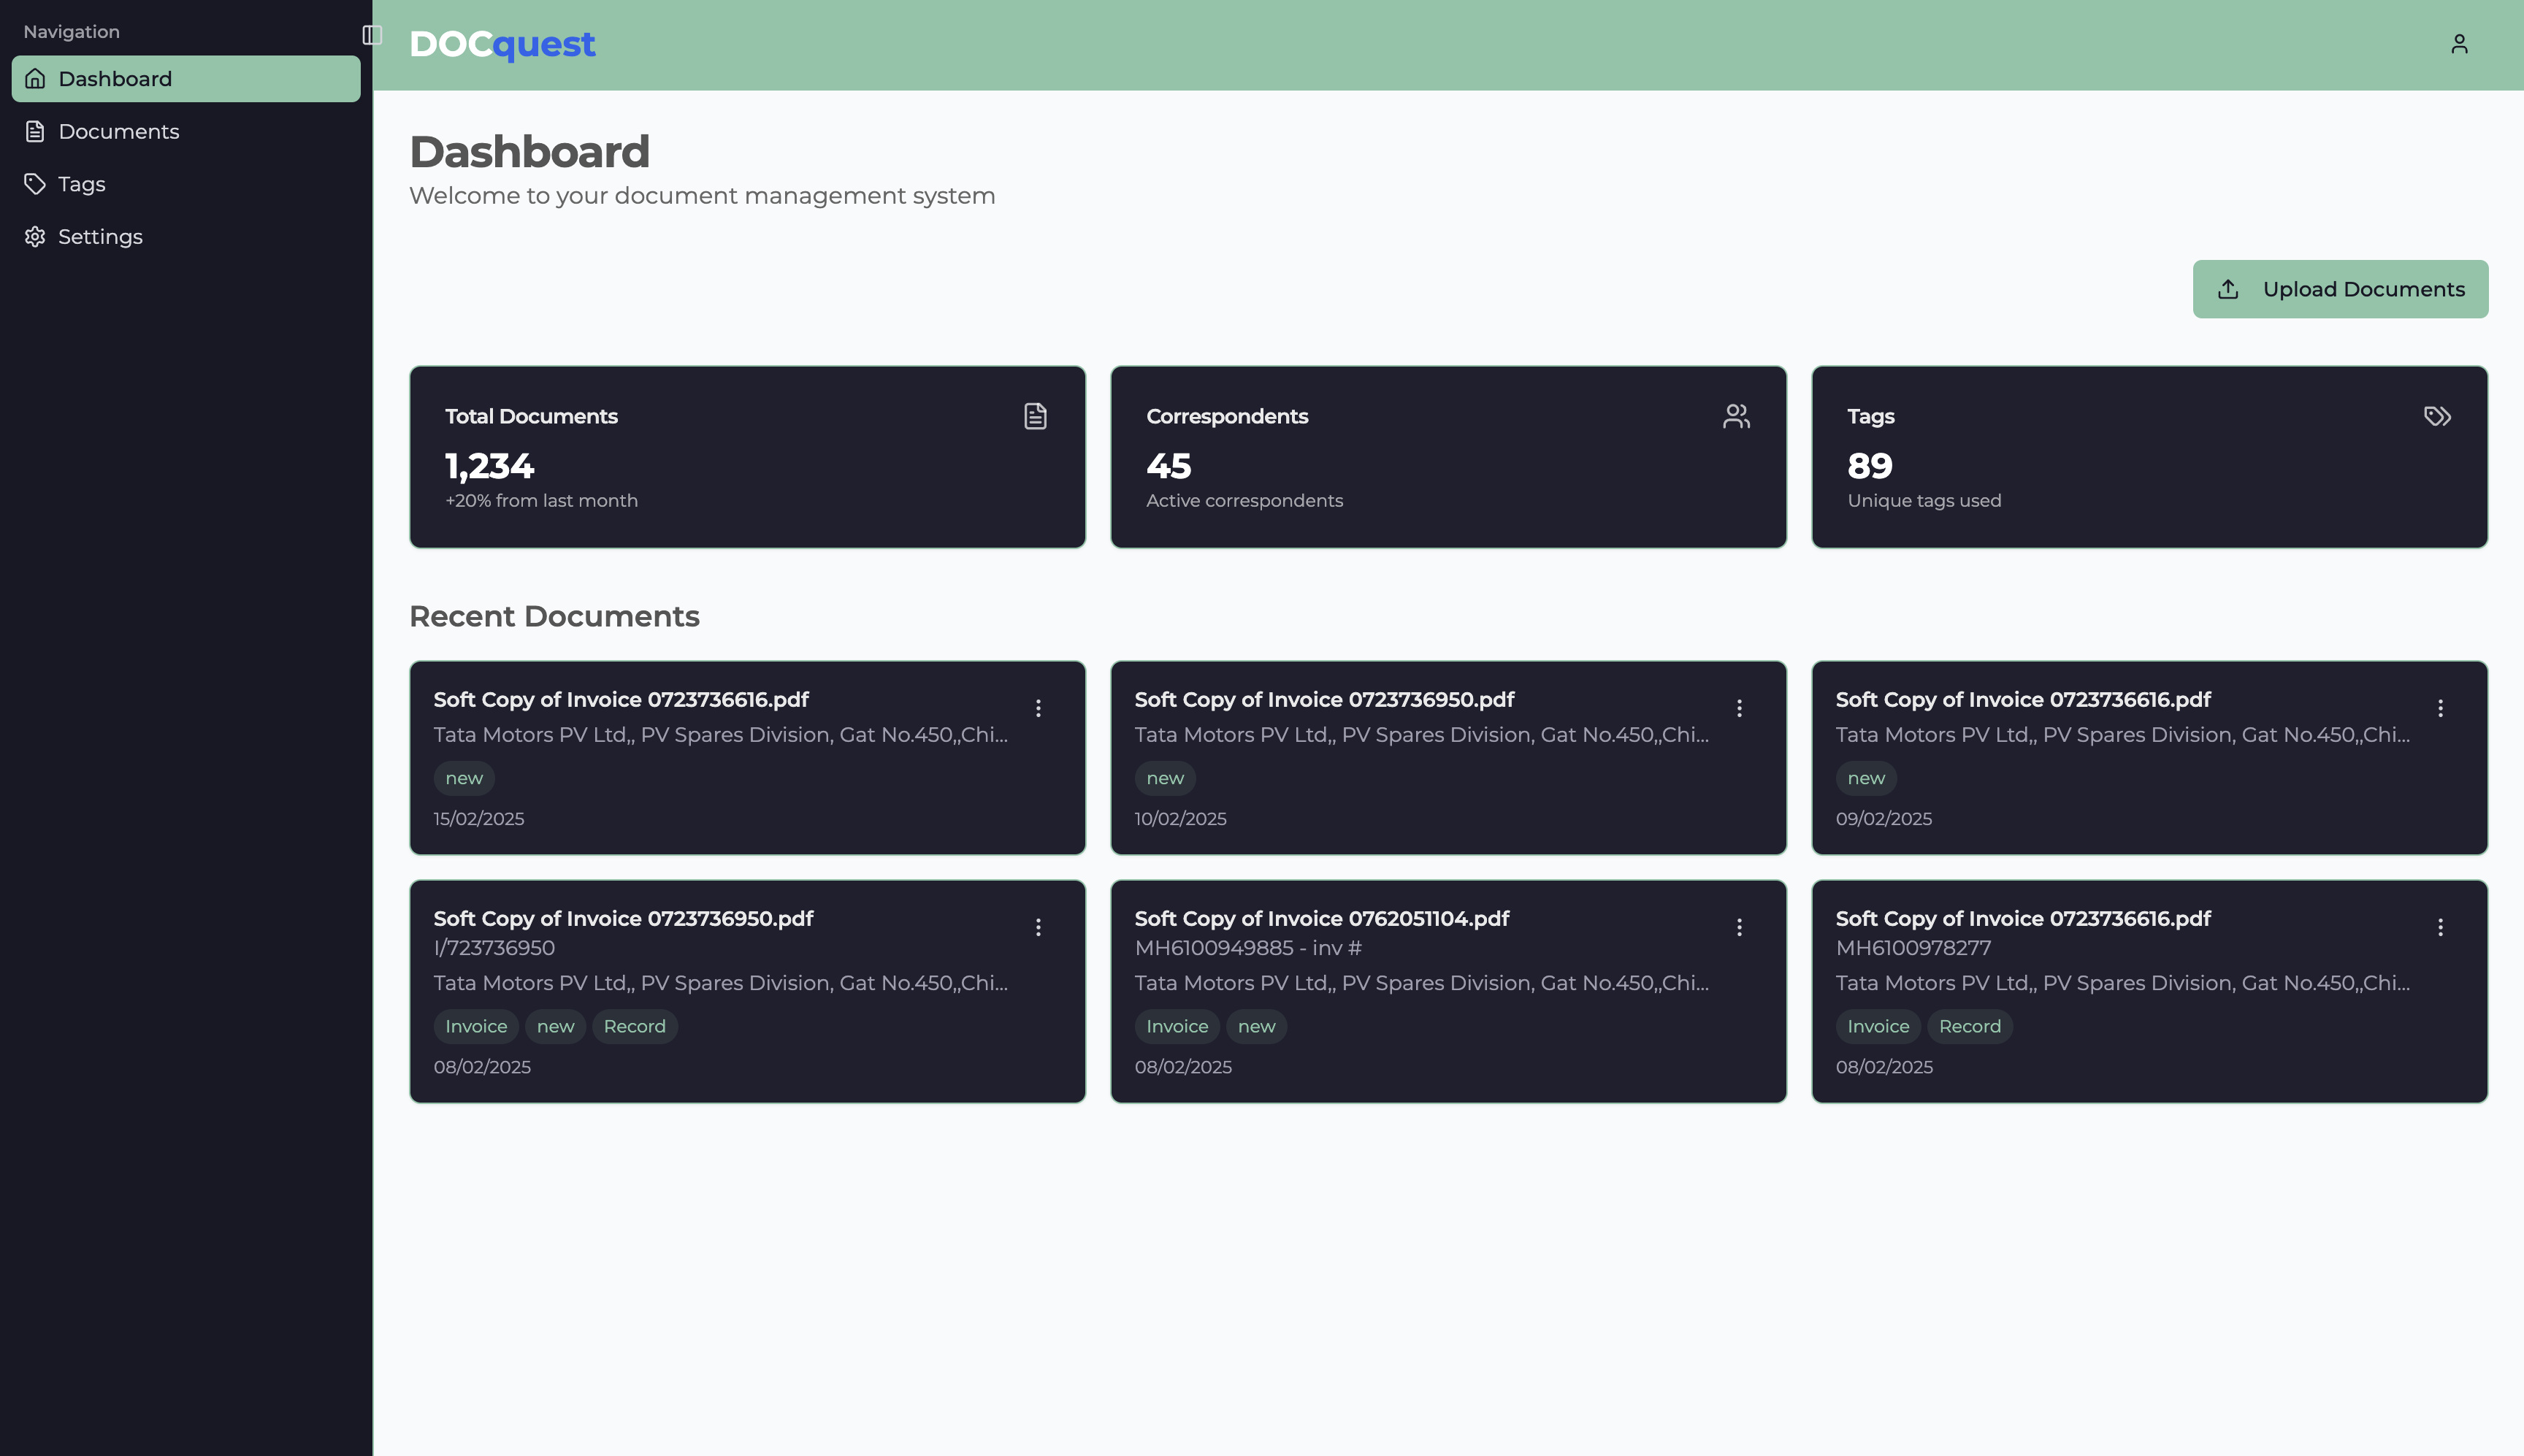 Navigation
Dashboard
Documents
Tags
Settings
DOCquest
Dashboard
Welcome to your document management system
Upload Documents
Total Documents
1,234
+20% from last month
Correspondents
45
Active correspondents
Tags
89
Unique tags used
Recent Documents
Soft Copy of Invoice 0723736616.pdf
Tata Motors PV Ltd,, PV Spares Division, Gat No.450,,Chi...
new
15/02/2025
Soft Copy of Invoice 0723736950.pdf
Tata Motors PV Ltd,, PV Spares Division, Gat No.450,,Chi...
new
10/02/2025
Soft Copy of Invoice 0723736616.pdf
Tata Motors PV Ltd,, PV Spares Division, Gat No.450,,Chi...
new
09/02/2025
Soft Copy of Invoice 0723736950.pdf
I/723736950
Tata Motors PV Ltd,, PV Spares Division, Gat No.450,,Chi...
Invoice new Record
08/02/2025
Soft Copy of Invoice 0762051104.pdf
MH6100949885 - inv #
Tata Motors PV Ltd,, PV Spares Division, Gat No.450,,Chi...
Invoice new
08/02/2025
Soft Copy of Invoice 0723736616.pdf
MH6100978277
Tata Motors PV Ltd,, PV Spares Division, Gat No.450,,Chi...
Invoice Record
08/02/2025